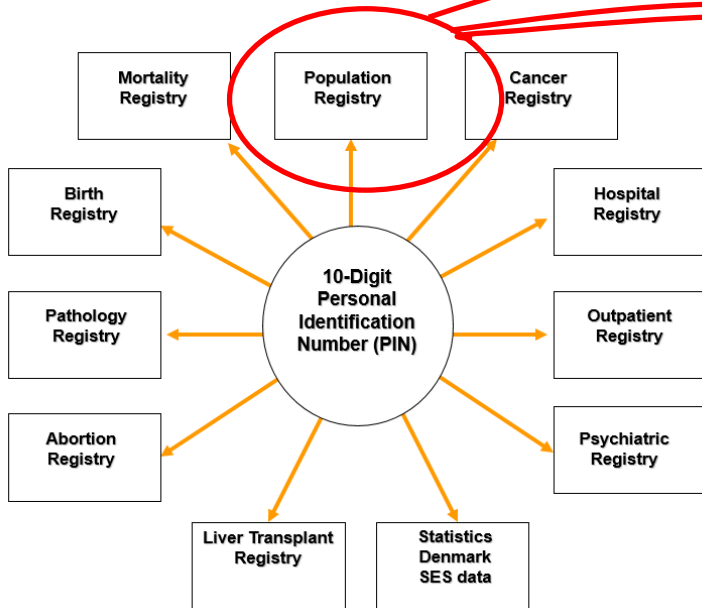 Mortality
Registry
Population
Registry
Cancer
Registry
Birth
Registry
Hospital
Registry
10-Digit
Personal
Identification
Number (PIN)
Pathology
Registry
Outpatient
Registry
Abortion
Registry
Psychiatric
Registry
Liver Transplant
Registry
Statistics
Denmark
SES data